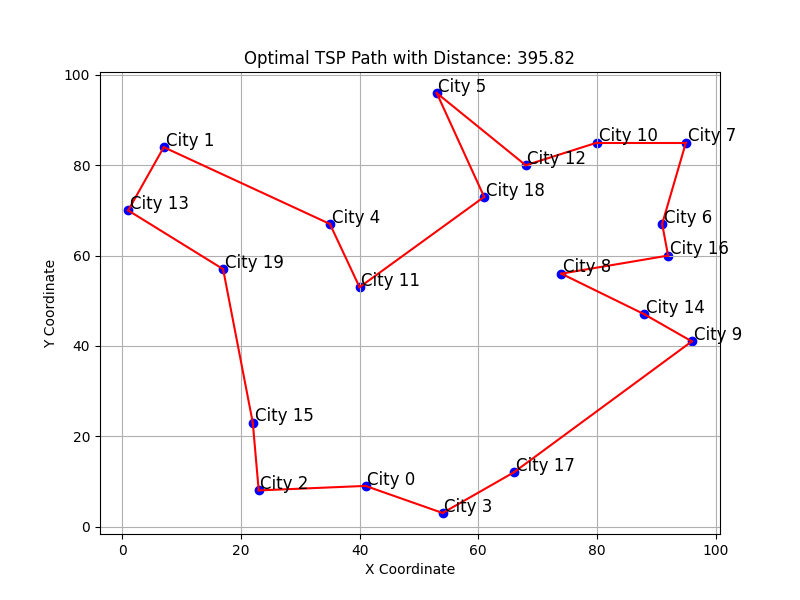 Optimal TSP Path with Distance: 395.82
100
City 5
City 1
City 10
City 7
City 12
80
City 18
City 13
City 4
City 6
City 16
60
City 19
City 8
City 11
City 14
Y Coordinate
40
City 9
City 15
20
City 17
City 2
City 0
City 3
0
0
20
40
60
80
100
X Coordinate